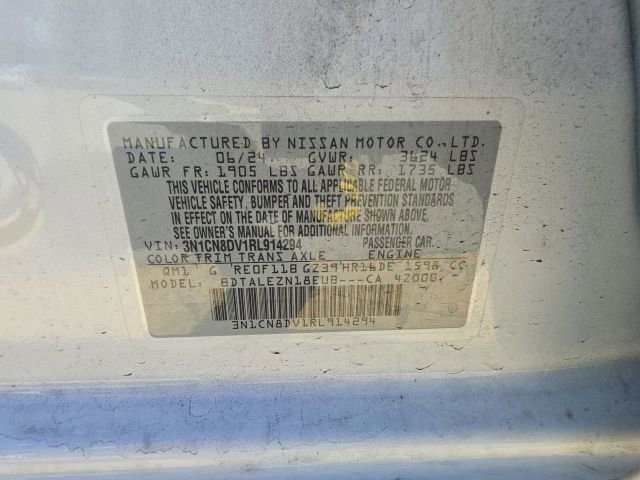 MANUFACTURED BY NISSAN MOTOR CO.,LTD.
DATE: 06/24 GVWR: 3624 LBS
GAWR FR: 1905 LBS GAWR RR: 1735 LBS
THIS VEHICLE CONFORMS TO ALL APPLICABLE FEDERAL MOTOR
VEHICLE SAFETY, BUMPER AND THEFT PREVENTION STANDARDS
IN EFFECT ON THE DATE OF MANUFACTURE SHOWN ABOVE.
SEE OWNER'S MANUAL FOR ADDITIONAL INFORMATION.
VIN: 3N1CN8DV1RL914294 PASSENGER CAR
COLOR TRIM TRANS AXLE ENGINE
QM1 G RE0F11B GZ39 HR16DE 1598 CC
MODEL: BDTALEZN18EUB---CA 42000
3N1CN8DV1RL914294